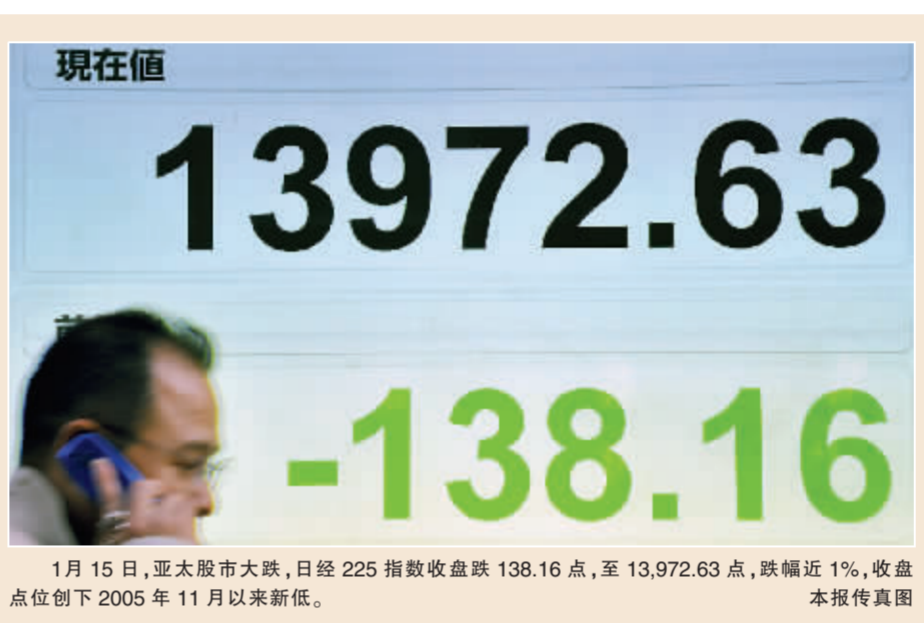 現在値
13972.63
前
-138.16
1月 15 日,亚太股市大跌,日经 225 指数收盘跌 138.16 点,至 13,972.63 点,跌幅近 1%,收盘
点位创下 2005 年 11 月以来新低。 本报传真图